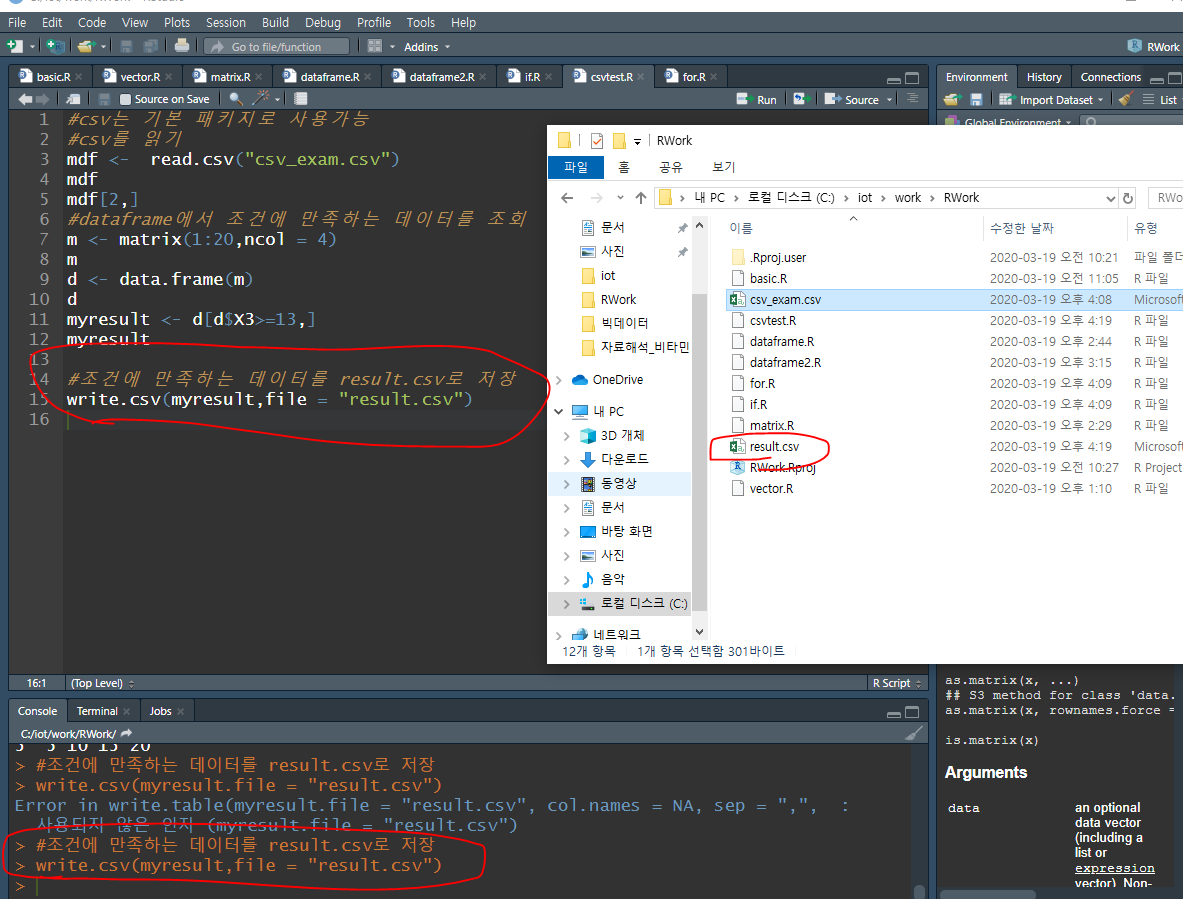 File Edit Code View Plots Session Build Debug Profile Tools Help
Go to file/function Addins RWork
basic.R vector.R matrix.R dataframe.R dataframe2.R if.R csvtest.R for.R
Source on Save Run Source
1 #csv는 기본 패키지로 사용가능
2 #csv를 읽기
3 mdf <- read.csv("csv_exam.csv")
4 mdf
5 mdf[2,]
6 #dataframe에서 조건에 만족하는 데이터를 조회
7 m <- matrix(1:20,ncol = 4)
8 m
9 d <- data.frame(m)
10 d
11 myresult <- d[d$X3>=13,]
12 myresult
13
14 #조건에 만족하는 데이터를 result.csv로 저장
15 write.csv(myresult,file = "result.csv")
16
16:1 (Top Level) R Script
Environment History Connections
Import Dataset List
Global Environment
RWork
파일 홈 공유 보기
내 PC 로컬 디스크 (C:) iot work RWork RWo
문서
사진
iot
RWork
빅데이터
자료해석_비타민
OneDrive
내 PC
3D 개체
다운로드
동영상
문서
바탕 화면
사진
음악
로컬 디스크 (C:)
네트워크
이름 수정한 날짜 유형
.Rproj.user 2020-03-19 오전 10:21 파일 폴더
basic.R 2020-03-19 오전 11:05 R 파일
csv_exam.csv 2020-03-19 오후 4:08 Microsoft
csvtest.R 2020-03-19 오후 4:19 R 파일
dataframe.R 2020-03-19 오후 2:44 R 파일
dataframe2.R 2020-03-19 오후 3:15 R 파일
for.R 2020-03-19 오후 4:09 R 파일
if.R 2020-03-19 오후 4:09 R 파일
matrix.R 2020-03-19 오후 2:29 R 파일
result.csv 2020-03-19 오후 4:19 Microsoft
RWork.Rproj 2020-03-19 오전 10:27 R Project
vector.R 2020-03-19 오후 1:10 R 파일
12개 항목 1개 항목 선택함 301바이트
Console Terminal Jobs
C:/iot/work/RWork/
5 5 10 15 20
> #조건에 만족하는 데이터를 result.csv로 저장
> write.csv(myresult.file = "result.csv")
Error in write.table(myresult.file = "result.csv", col.names = NA, sep = ",", :
사용되지 않은 인자 (myresult.file = "result.csv")
> #조건에 만족하는 데이터를 result.csv로 저장
> write.csv(myresult,file = "result.csv")
>
as.matrix(x, ...)
## S3 method for class 'data.
as.matrix(x, rownames.force =
is.matrix(x)
Arguments
data an optional
data vector
(including a
list or
expression
vector). Non-